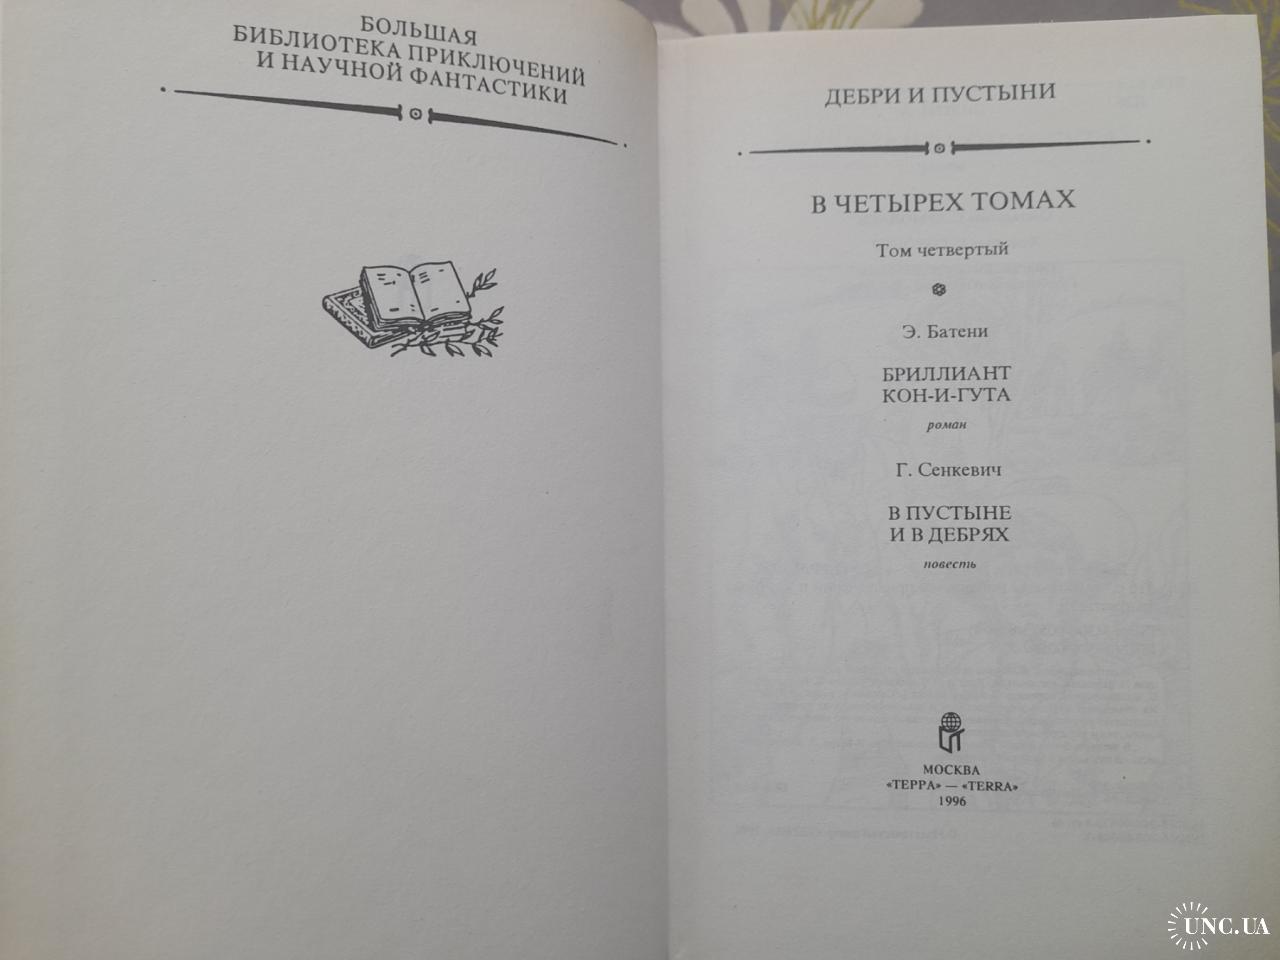 БОЛЬШАЯ
БИБЛИОТЕКА ПРИКЛЮЧЕНИЙ
И НАУЧНОЙ ФАНТАСТИКИ
ДЕБРИ И ПУСТЫНИ
В ЧЕТЫРЕХ ТОМАХ
Том четвертый
Э. Батени
БРИЛЛИАНТ
КОН-И-ГУТА
роман
Г. Сенкевич
В ПУСТЫНЕ
И В ДЕБРЯХ
повесть
МОСКВА
«ТЕРРА» — «TERRA»
1996
UNC.UA